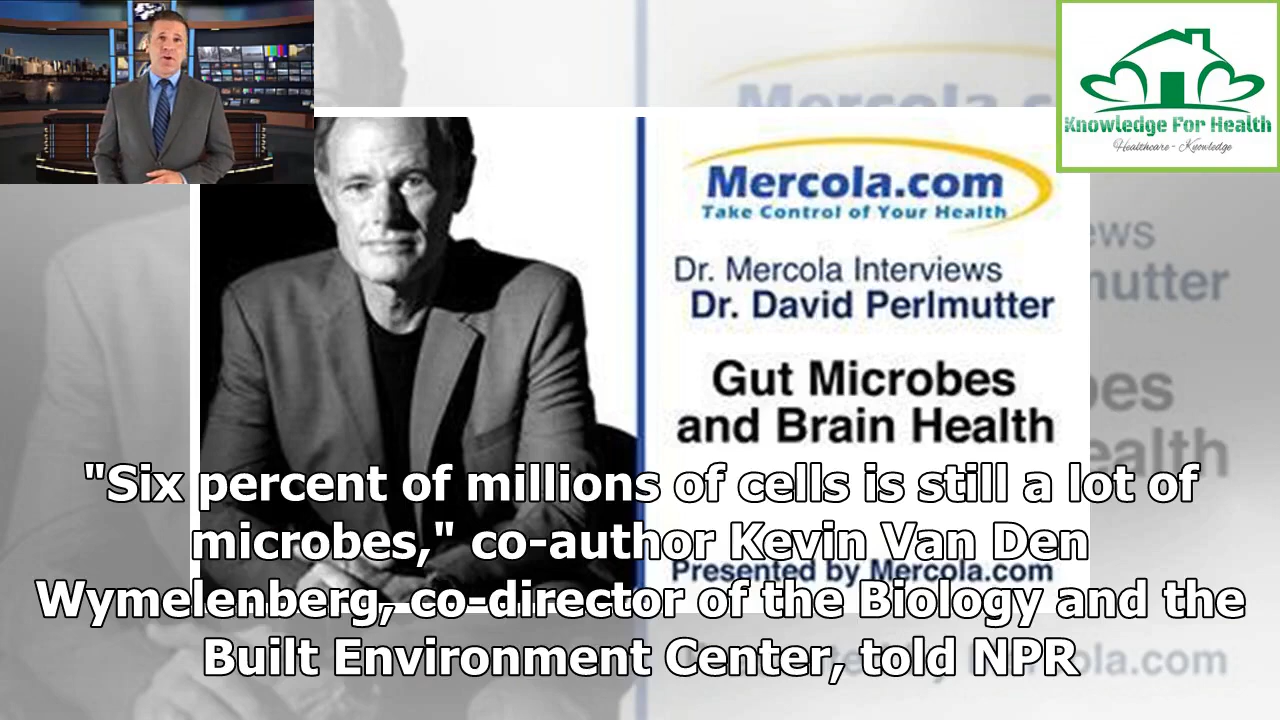 Knowledge For Health
Healthcare - Knowledge
Mercola.com
Take Control of Your Health
Dr. Mercola Interviews
Dr. David Perlmutter
Gut Microbes
and Brain Health
"Six percent of millions of cells is still a lot of
microbes," co-author Kevin Van Den
Presented by Mercola.com
Wymelenberg, co-director of the Biology and the
Built Environment Center, told NPR